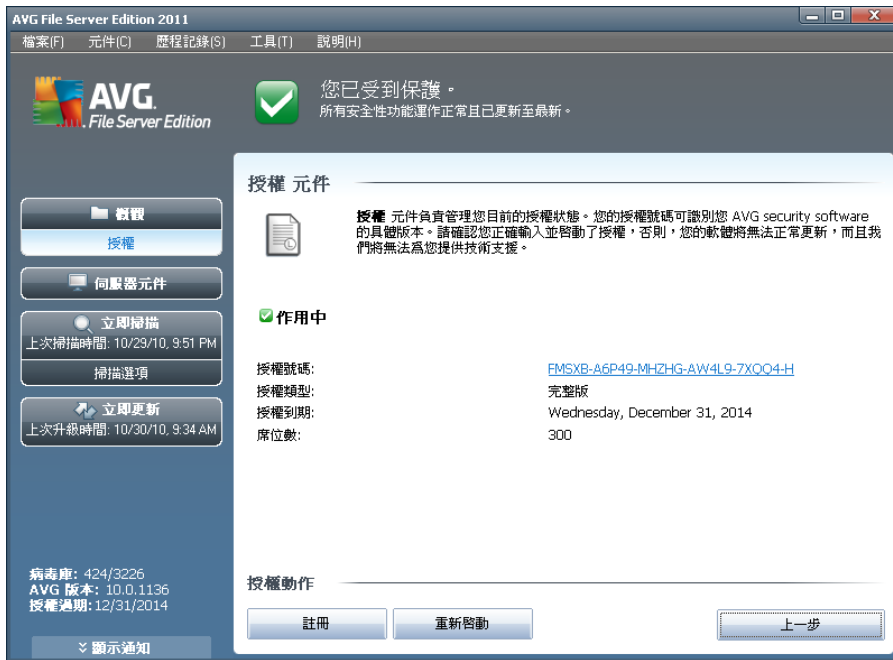 AVG File Server Edition 2011
檔案(F) 元件(C) 歷程記錄(S) 工具(T) 說明(H)
AVG.
File Server Edition
您已受到保護。
所有安全性功能運作正常且已更新至最新。
概觀
授權
伺服器元件
立即掃描
上次掃描時間: 10/29/10, 9:51 PM
掃描選項
立即更新
上次升級時間: 10/30/10, 9:34 AM
病毒庫: 424/3226
AVG 版本: 10.0.1136
授權過期: 12/31/2014
顯示通知
授權 元件
授權 元件負責管理您目前的授權狀態。您的授權號碼可識別您 AVG security software
的具體版本。請確認您正確輸入並啓動了授權，否則，您的軟體將無法正常更新，而且我
們將無法爲您提供技術支援。
作用中
授權號碼: FMSXB-A6P49-MHZHG-AW4L9-7XQQ4-H
授權類型: 完整版
授權到期: Wednesday, December 31, 2014
席位數: 300
授權動作
註冊 重新啓動 上一步